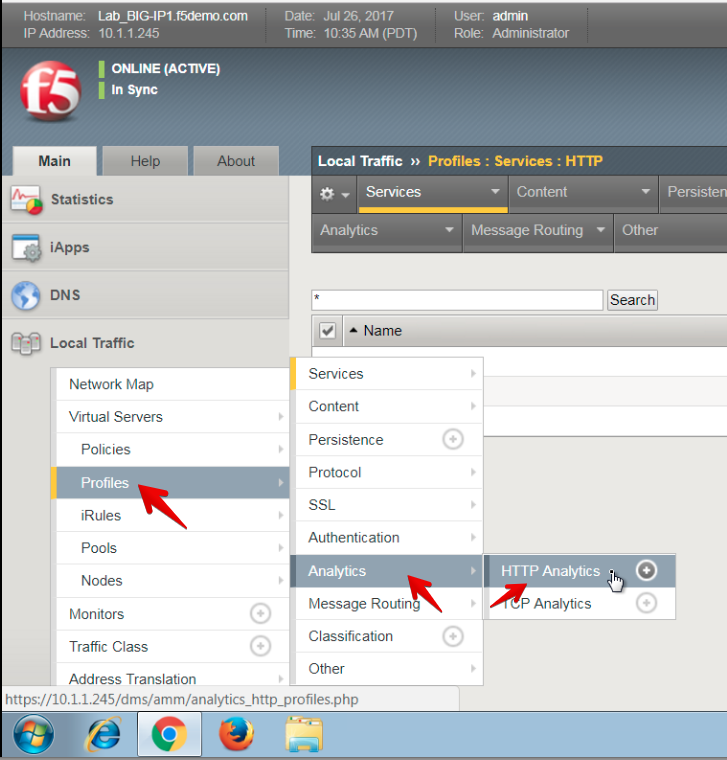 Hostname: Lab_BIG-IP1.f5demo.com Date: Jul 26, 2017 User: admin
IP Address: 10.1.1.245 Time: 10:35 AM (PDT) Role: Administrator
f5
ONLINE (ACTIVE)
In Sync
Main Help About
Local Traffic ›› Profiles : Services : HTTP
Services Content Persisten
Analytics Message Routing Other
Statistics
iApps
DNS
Local Traffic
* Search
Name
Network Map
Virtual Servers
Policies
Profiles
iRules
Pools
Nodes
Monitors
Traffic Class
Address Translation
Services
Content
Persistence
Protocol
SSL
Authentication
Analytics
Message Routing
Classification
Other
HTTP Analytics
TCP Analytics
https://10.1.1.245/dms/amm/analytics_http_profiles.php